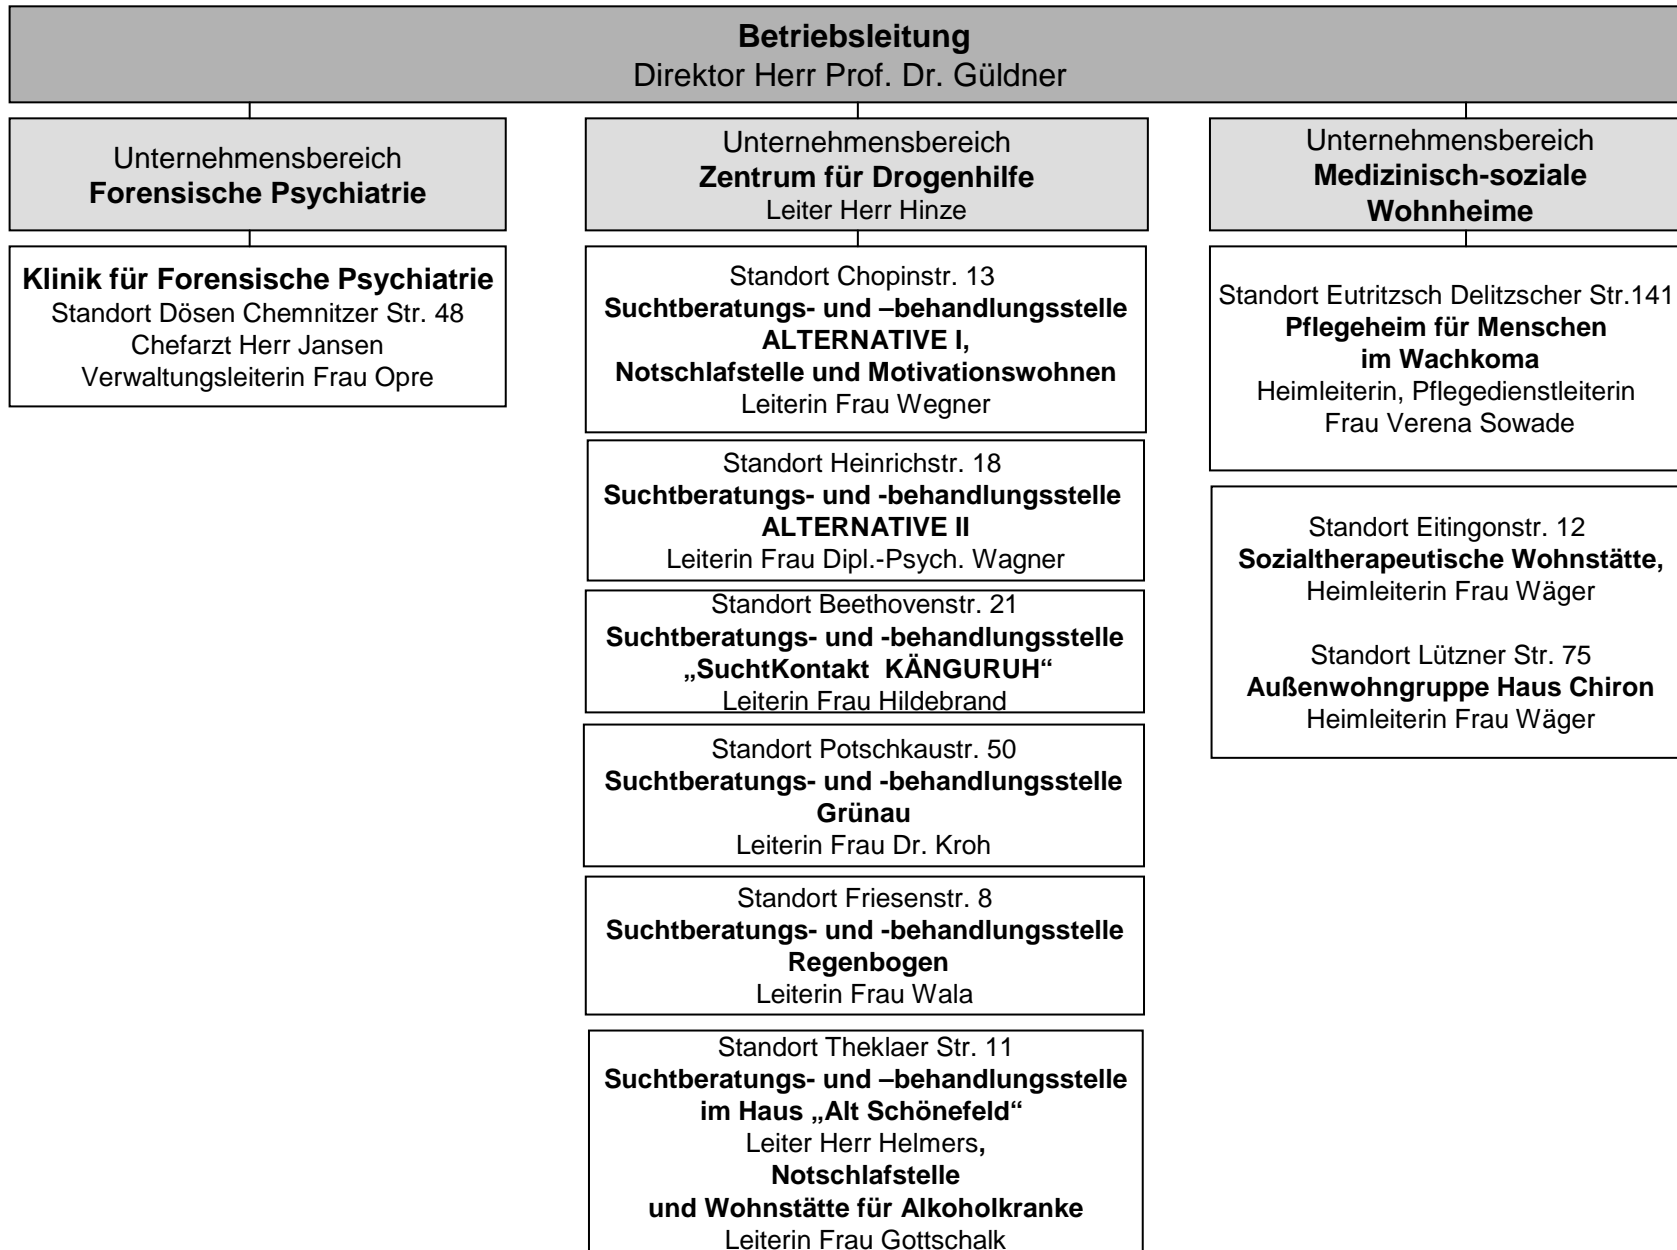 Betriebsleitung
Direktor Herr Prof. Dr. Güldner
Unternehmensbereich
Forensische Psychiatrie
Klinik für Forensische Psychiatrie
Standort Dösen Chemnitzer Str. 48
Chefarzt Herr Jansen
Verwaltungsleiterin Frau Opre
Unternehmensbereich
Zentrum für Drogenhilfe
Leiter Herr Hinze
Standort Chopinstr. 13
Suchtberatungs- und –behandlungsstelle
ALTERNATIVE I,
Notschlafstelle und Motivationswohnen
Leiterin Frau Wegner
Standort Heinrichstr. 18
Suchtberatungs- und -behandlungsstelle
ALTERNATIVE II
Leiterin Frau Dipl.-Psych. Wagner
Standort Beethovenstr. 21
Suchtberatungs- und -behandlungsstelle
„SuchtKontakt KÄNGURUH“
Leiterin Frau Hildebrand
Standort Potschkaustr. 50
Suchtberatungs- und -behandlungsstelle
Grünau
Leiterin Frau Dr. Kroh
Standort Friesenstr. 8
Suchtberatungs- und -behandlungsstelle
Regenbogen
Leiterin Frau Wala
Standort Theklaer Str. 11
Suchtberatungs- und –behandlungsstelle
im Haus „Alt Schönefeld“
Leiter Herr Helmers,
Notschlafstelle
und Wohnstätte für Alkoholkranke
Leiterin Frau Gottschalk
Unternehmensbereich
Medizinisch-soziale
Wohnheime
Standort Eutritzsch Delitzscher Str.141
Pflegeheim für Menschen
im Wachkoma
Heimleiterin, Pflegedienstleiterin
Frau Verena Sowade
Standort Eitingonstr. 12
Sozialtherapeutische Wohnstätte,
Heimleiterin Frau Wäger
Standort Lützner Str. 75
Außenwohngruppe Haus Chiron
Heimleiterin Frau Wäger